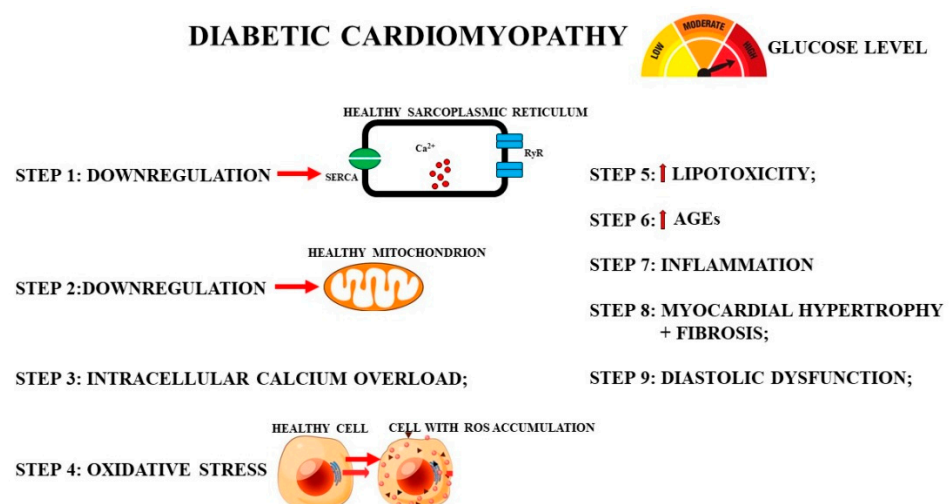 DIABETIC CARDIOMYOPATHY
LOW
MODERATE
HIGH
GLUCOSE LEVEL
HEALTHY SARCOPLASMIC RETICULUM
Ca²⁺
RyR
STEP 1: DOWNREGULATION
SERCA
HEALTHY MITOCHONDRION
STEP 2:DOWNREGULATION
STEP 3: INTRACELLULAR CALCIUM OVERLOAD;
HEALTHY CELL
CELL WITH ROS ACCUMULATION
STEP 4: OXIDATIVE STRESS
STEP 5: LIPOTOXICITY;
STEP 6: AGEs
STEP 7: INFLAMMATION
STEP 8: MYOCARDIAL HYPERTROPHY
+ FIBROSIS;
STEP 9: DIASTOLIC DYSFUNCTION;